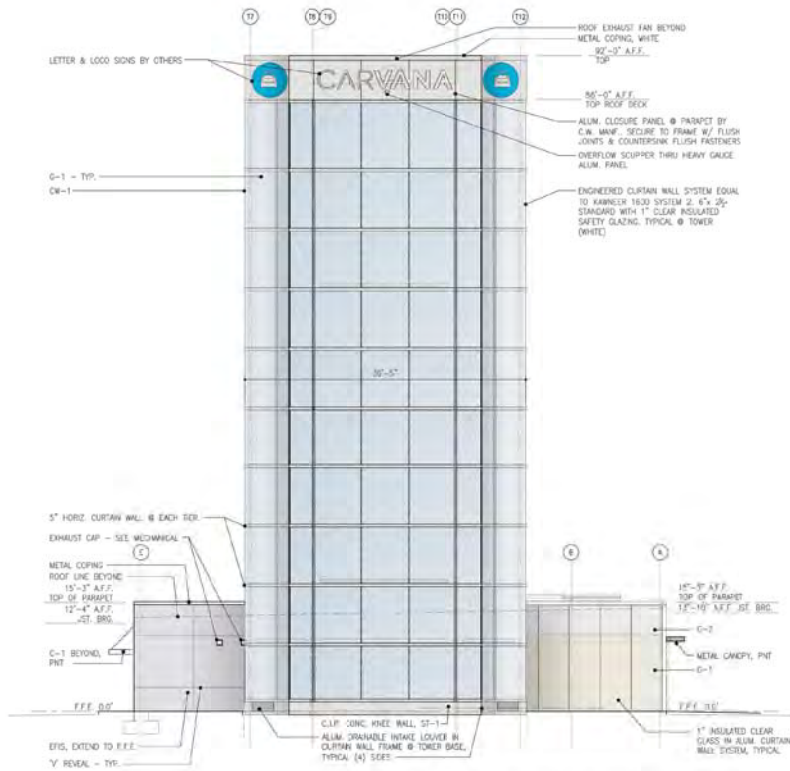 T7 T8 T9 T13 T11 T12
ROOF EXHAUST FAN BEYOND
METAL COPING, WHITE
92'-0" A.F.F.
TOP
LETTER & LOGO SIGNS BY OTHERS
CARVANA
88'-0" A.F.F.
TOP ROOF DECK
ALUM. CLOSURE PANEL @ PARAPET BY
C.W. MANF., SECURE TO FRAME W/ FLUSH
JOINTS & COUNTERSINK FLUSH FASTENERS
OVERFLOW SCUPPER THRU HEAVY GAUGE
ALUM. PANEL
G-1 - TYP.
CW-1
ENGINEERED CURTAIN WALL SYSTEM EQUAL
TO KAWNEER 1600 SYSTEM 2, 6"x 2½"
STANDARD WITH 1" CLEAR INSULATED
SAFETY GLAZING, TYPICAL @ TOWER
(WHITE)
5" HORIZ. CURTAIN WALL @ EACH TIER
EXHAUST CAP - SEE MECHANICAL
METAL COPING
ROOF LINE BEYOND
15'-3" A.F.F.
TOP OF PARAPET
12'-4" A.F.F.
JST. BRG.
C-1 BEYOND,
PNT
F.F.E. 0.0'
EFIS, EXTEND TO F.F.E.
"V" REVEAL - TYP.
B A
TOP OF PARAPET
13'-10" A.F.F. JST. BRG.
G-2
METAL CANOPY, PNT
G-1
F.F.E. 0.0'
C.I.P. CONC. KNEE WALL, ST-1
ALUM. DRAINABLE INTAKE LOUVER IN
CURTAIN WALL FRAME @ TOWER BASE,
TYPICAL (4) SIDES
1" INSULATED CLEAR
GLASS IN ALUM. CURTAIN
WALL SYSTEM, TYPICAL